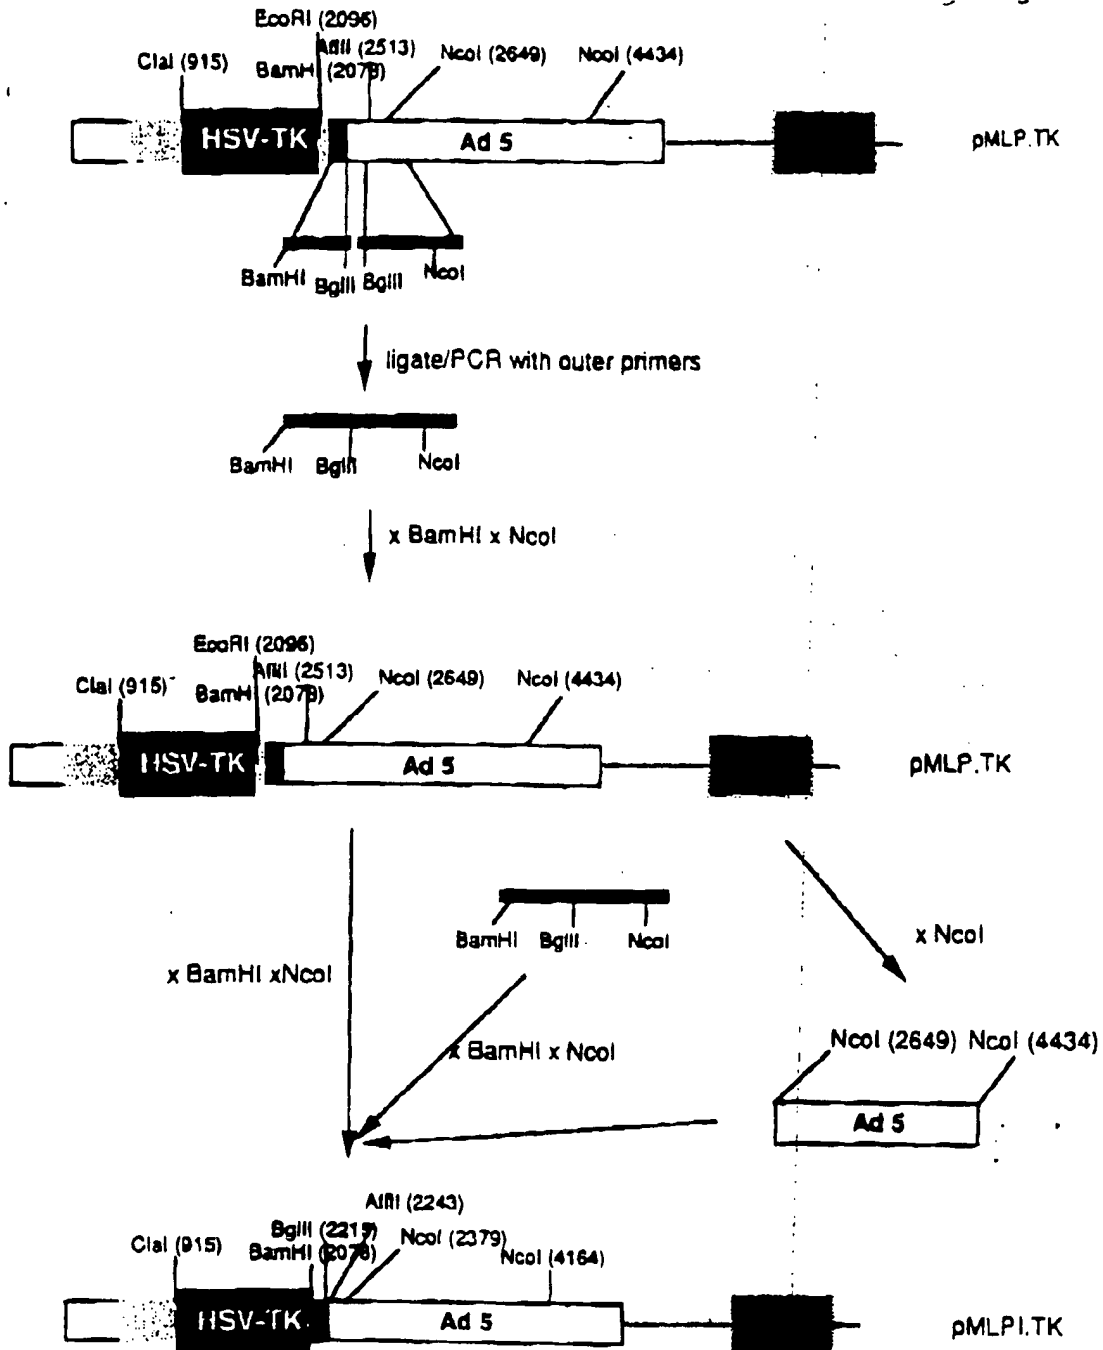 EcoRI (2096)
AflII (2513)
ClaI (915)
BamHI (2079)
NcoI (2649)
NcoI (4434)
HSV-TK
Ad 5
pMLP.TK
BamHI BglII BglII NcoI
ligate/PCR with outer primers
BamHI BglII NcoI
x BamHI x NcoI
EcoRI (2096)
AflII (2513)
ClaI (915)
BamHI (2079)
NcoI (2649)
NcoI (4434)
HSV-TK
Ad 5
pMLP.TK
BamHI BglII NcoI
x NcoI
x BamHI xNcoI
x BamHI x NcoI
NcoI (2649) NcoI (4434)
Ad 5
AflII (2243)
BglII (2215)
ClaI (915)
BamHI (2078)
NcoI (2379)
NcoI (4164)
HSV-TK
Ad 5
pMLPI.TK